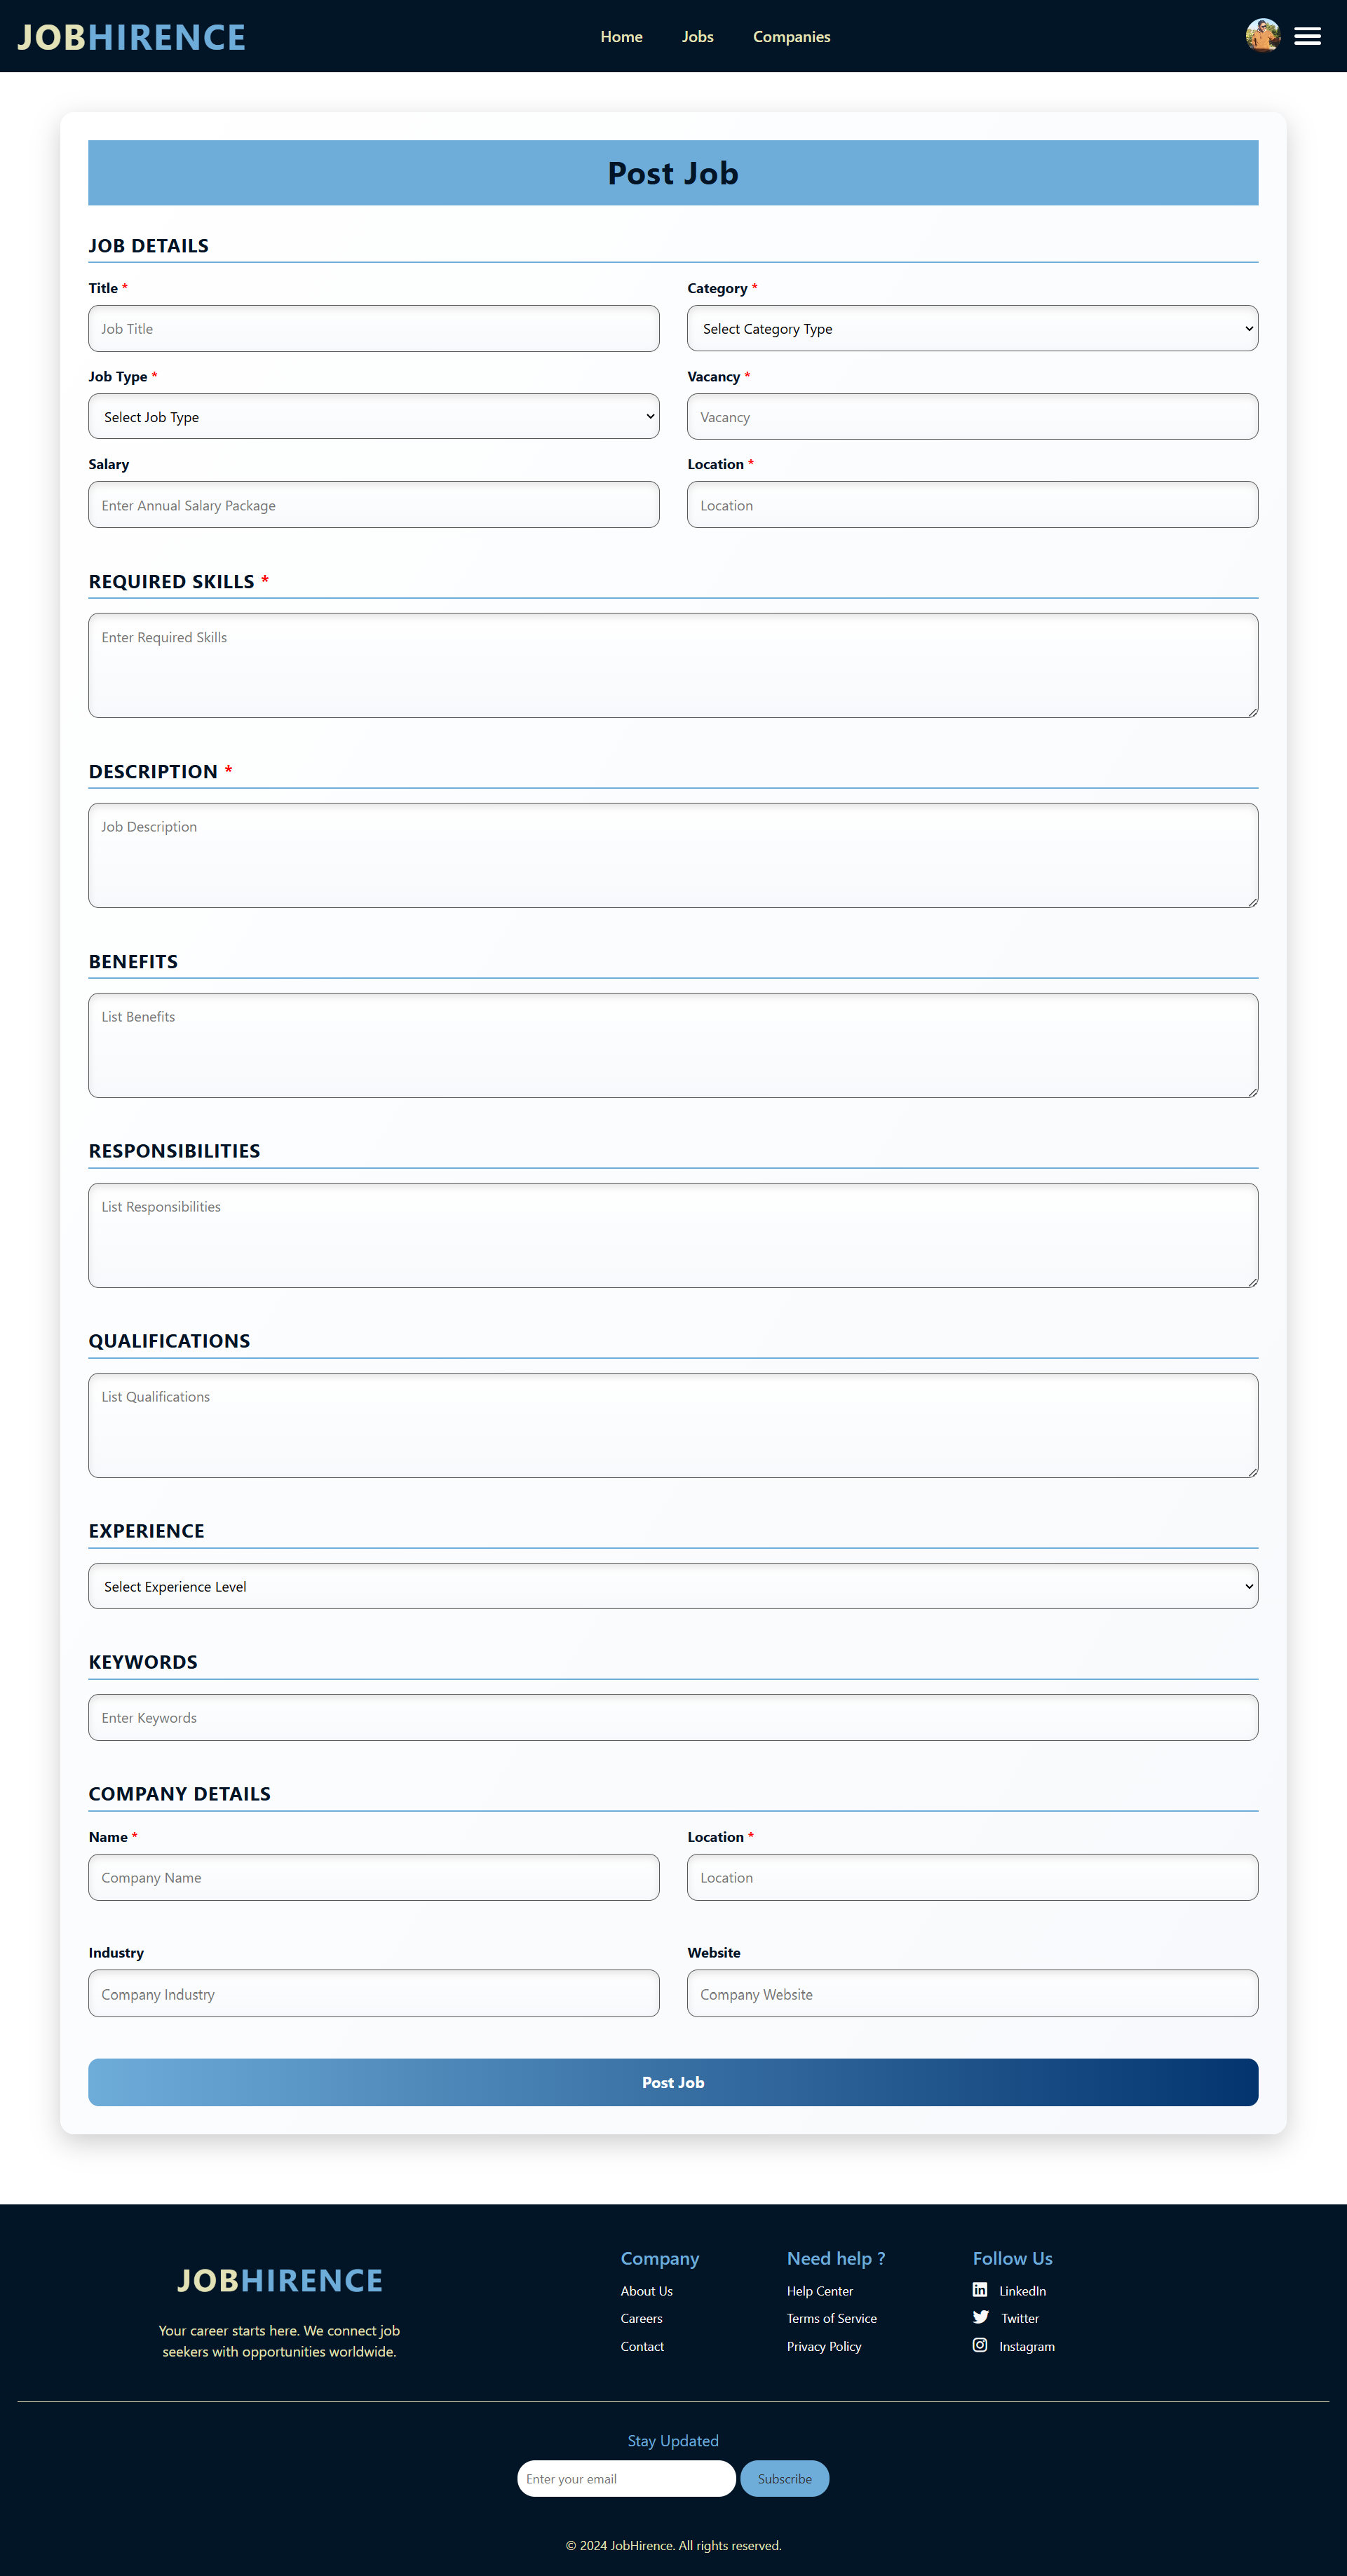 JOBHIRENCE
Home Jobs Companies
Post Job
JOB DETAILS
Title * Category *
Job Title Select Category Type
Job Type * Vacancy *
Select Job Type Vacancy
Salary Location *
Enter Annual Salary Package Location
REQUIRED SKILLS *
Enter Required Skills
DESCRIPTION *
Job Description
BENEFITS
List Benefits
RESPONSIBILITIES
List Responsibilities
QUALIFICATIONS
List Qualifications
EXPERIENCE
Select Experience Level
KEYWORDS
Enter Keywords
COMPANY DETAILS
Name * Location *
Company Name Location
Industry Website
Company Industry Company Website
Post Job
JOBHIRENCE
Your career starts here. We connect job
seekers with opportunities worldwide.
Company
About Us
Careers
Contact
Need help ?
Help Center
Terms of Service
Privacy Policy
Follow Us
LinkedIn
Twitter
Instagram
Stay Updated
Enter your email Subscribe
© 2024 JobHirence. All rights reserved.